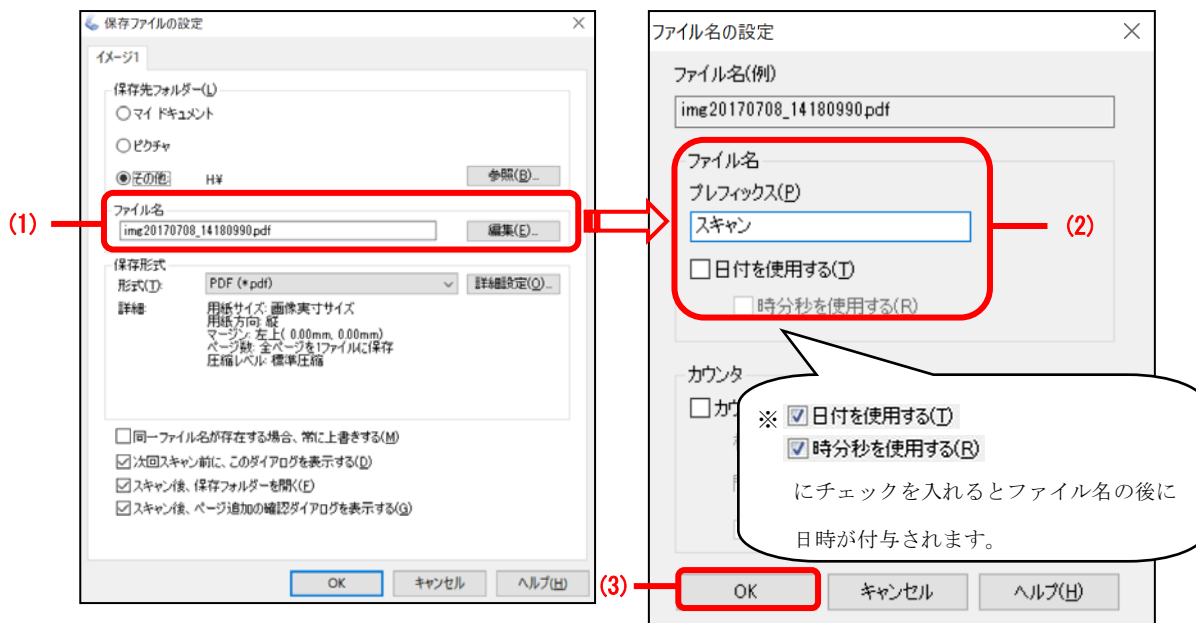 保存ファイルの設定
イメージ1
保存先フォルダー(L)
マイ ドキュメント
ピクチャ
その他: H¥ 参照(B)...
(1)
ファイル名
img20170708_14180990.pdf 編集(E)...
保存形式
形式(T): PDF (*.pdf) 詳細設定(O)...
詳細: 用紙サイズ: 画像実寸サイズ
用紙方向: 縦
マージン: 左上( 0.00mm, 0.00mm)
ページ数: 全ページを1ファイルに保存
圧縮レベル: 標準圧縮
同一ファイル名が存在する場合、常に上書きする(M)
次回スキャン前に、このダイアログを表示する(D)
スキャン後、保存フォルダーを開く(F)
スキャン後、ページ追加の確認ダイアログを表示する(G)
OK キャンセル ヘルプ(H)
ファイル名の設定
ファイル名(例)
img20170708_14180990.pdf
ファイル名
プレフィックス(P)
スキャン
(2)
日付を使用する(T)
時分秒を使用する(R)
カウンタ
※ 日付を使用する(T)
時分秒を使用する(R)
にチェックを入れるとファイル名の後に
日時が付与されます。
(3)
OK キャンセル ヘルプ(H)